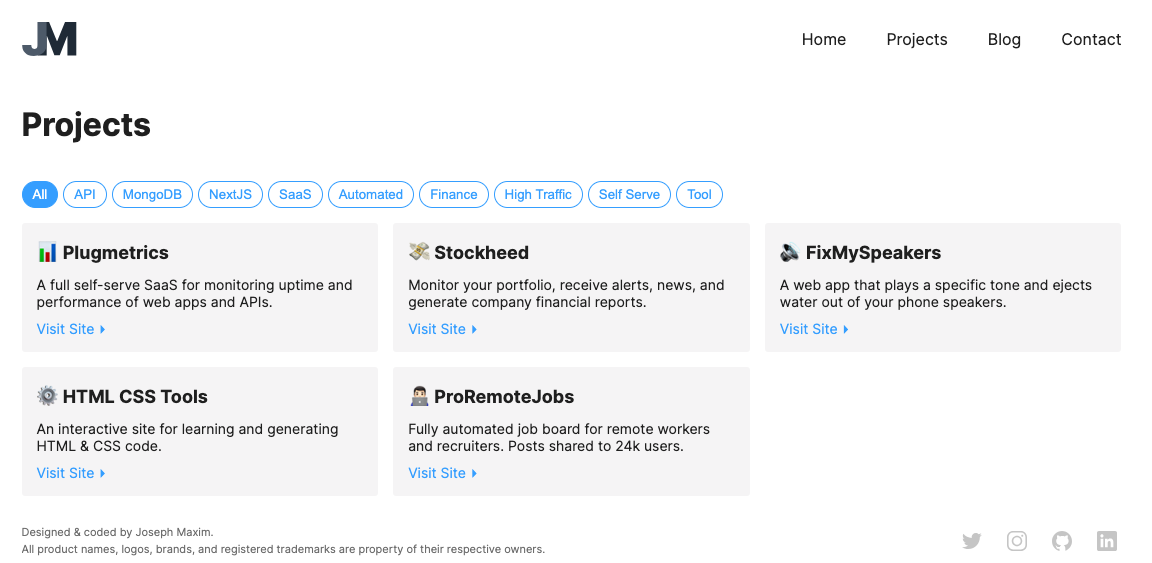 JM
Home Projects Blog Contact
Projects
All API MongoDB NextJS SaaS Automated Finance High Traffic Self Serve Tool
📊 Plugmetrics
A full self-serve SaaS for monitoring uptime and
performance of web apps and APIs.
Visit Site
💸 Stockheed
Monitor your portfolio, receive alerts, news, and
generate company financial reports.
Visit Site
🔊 FixMySpeakers
A web app that plays a specific tone and ejects
water out of your phone speakers.
Visit Site
⚙️ HTML CSS Tools
An interactive site for learning and generating
HTML & CSS code.
Visit Site
👨🏻‍💻 ProRemoteJobs
Fully automated job board for remote workers
and recruiters. Posts shared to 24k users.
Visit Site
Designed & coded by Joseph Maxim.
All product names, logos, brands, and registered trademarks are property of their respective owners.
in